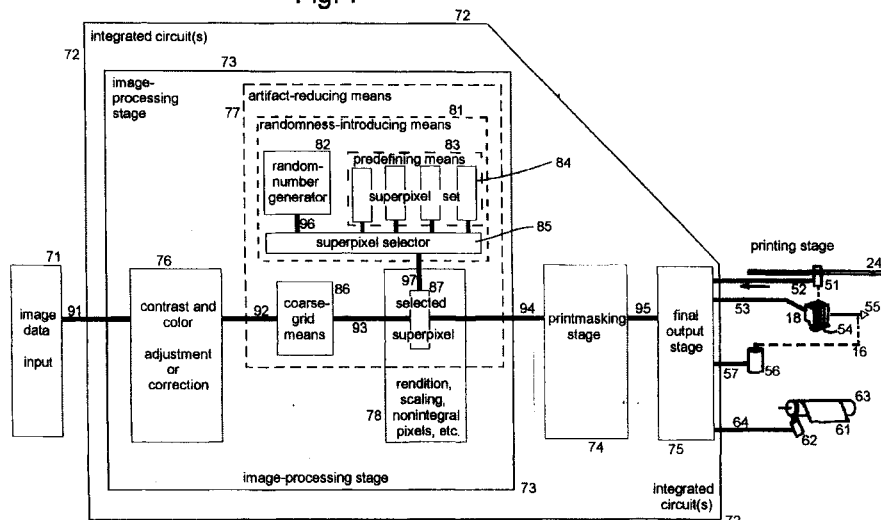 72
integrated circuit(s)
72
73
image-
processing
stage
artifact-reducing means
77
randomness-introducing means
81
82
83
predefining means
84
random-
number
generator
superpixel set
96
superpixel selector
85
71
76
97
87
86
printing stage
24
51
52
image data
input
91
contrast and
color
adjustment or
correction
92
coarse-
grid
means
93
selected
superpixel
94
printmasking
stage
95
final
output
stage
53
18
54
55
16
57
56
rendition,
scaling,
nonintegral
pixels, etc.
78
63
61
64
62
74
75
image-processing stage
73
integrated
circuit(s)
72